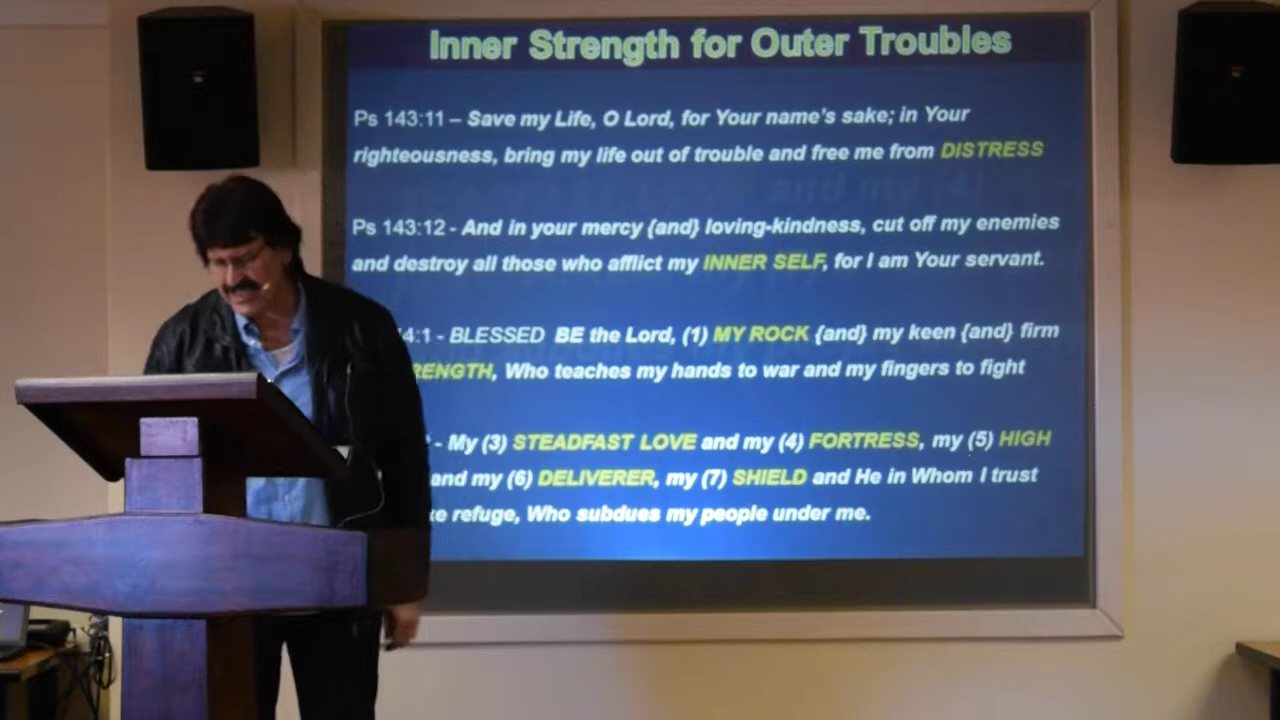 Inner Strength for Outer Troubles
Ps 143:11 – Save my Life, O Lord, for Your name's sake; in Your
righteousness, bring my life out of trouble and free me from DISTRESS
Ps 143:12 - And in your mercy {and} loving-kindness, cut off my enemies
and destroy all those who afflict my INNER SELF, for I am Your servant.
4:1 - BLESSED BE the Lord, (1) MY ROCK {and} my keen {and} firm
RENGTH, Who teaches my hands to war and my fingers to fight
- My (3) STEADFAST LOVE and my (4) FORTRESS, my (5) HIGH
and my (6) DELIVERER, my (7) SHIELD and He in Whom I trust
refuge, Who subdues my people under me.